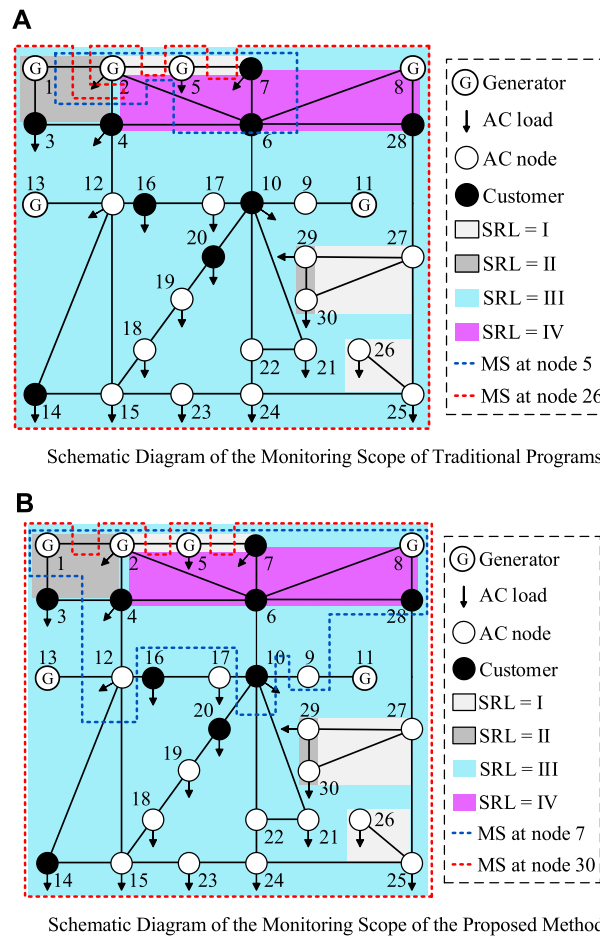 A
G G G G
1 2 5 7 8
3 4 6 28
13 12 16 17 10 9 11
G G
20 29 27
19
30
18 22 21 26
14 15 23 24 25
G Generator
AC load
AC node
Customer
SRL = I
SRL = II
SRL = III
SRL = IV
MS at node 5
MS at node 26
Schematic Diagram of the Monitoring Scope of Traditional Programs
B
G G G G
1 2 5 7 8
3 4 6 28
13 12 16 17 10 9 11
G G
20 29 27
19
30
18 22 21 26
14 15 23 24 25
G Generator
AC load
AC node
Customer
SRL = I
SRL = II
SRL = III
SRL = IV
MS at node 7
MS at node 30
Schematic Diagram of the Monitoring Scope of the Proposed Method